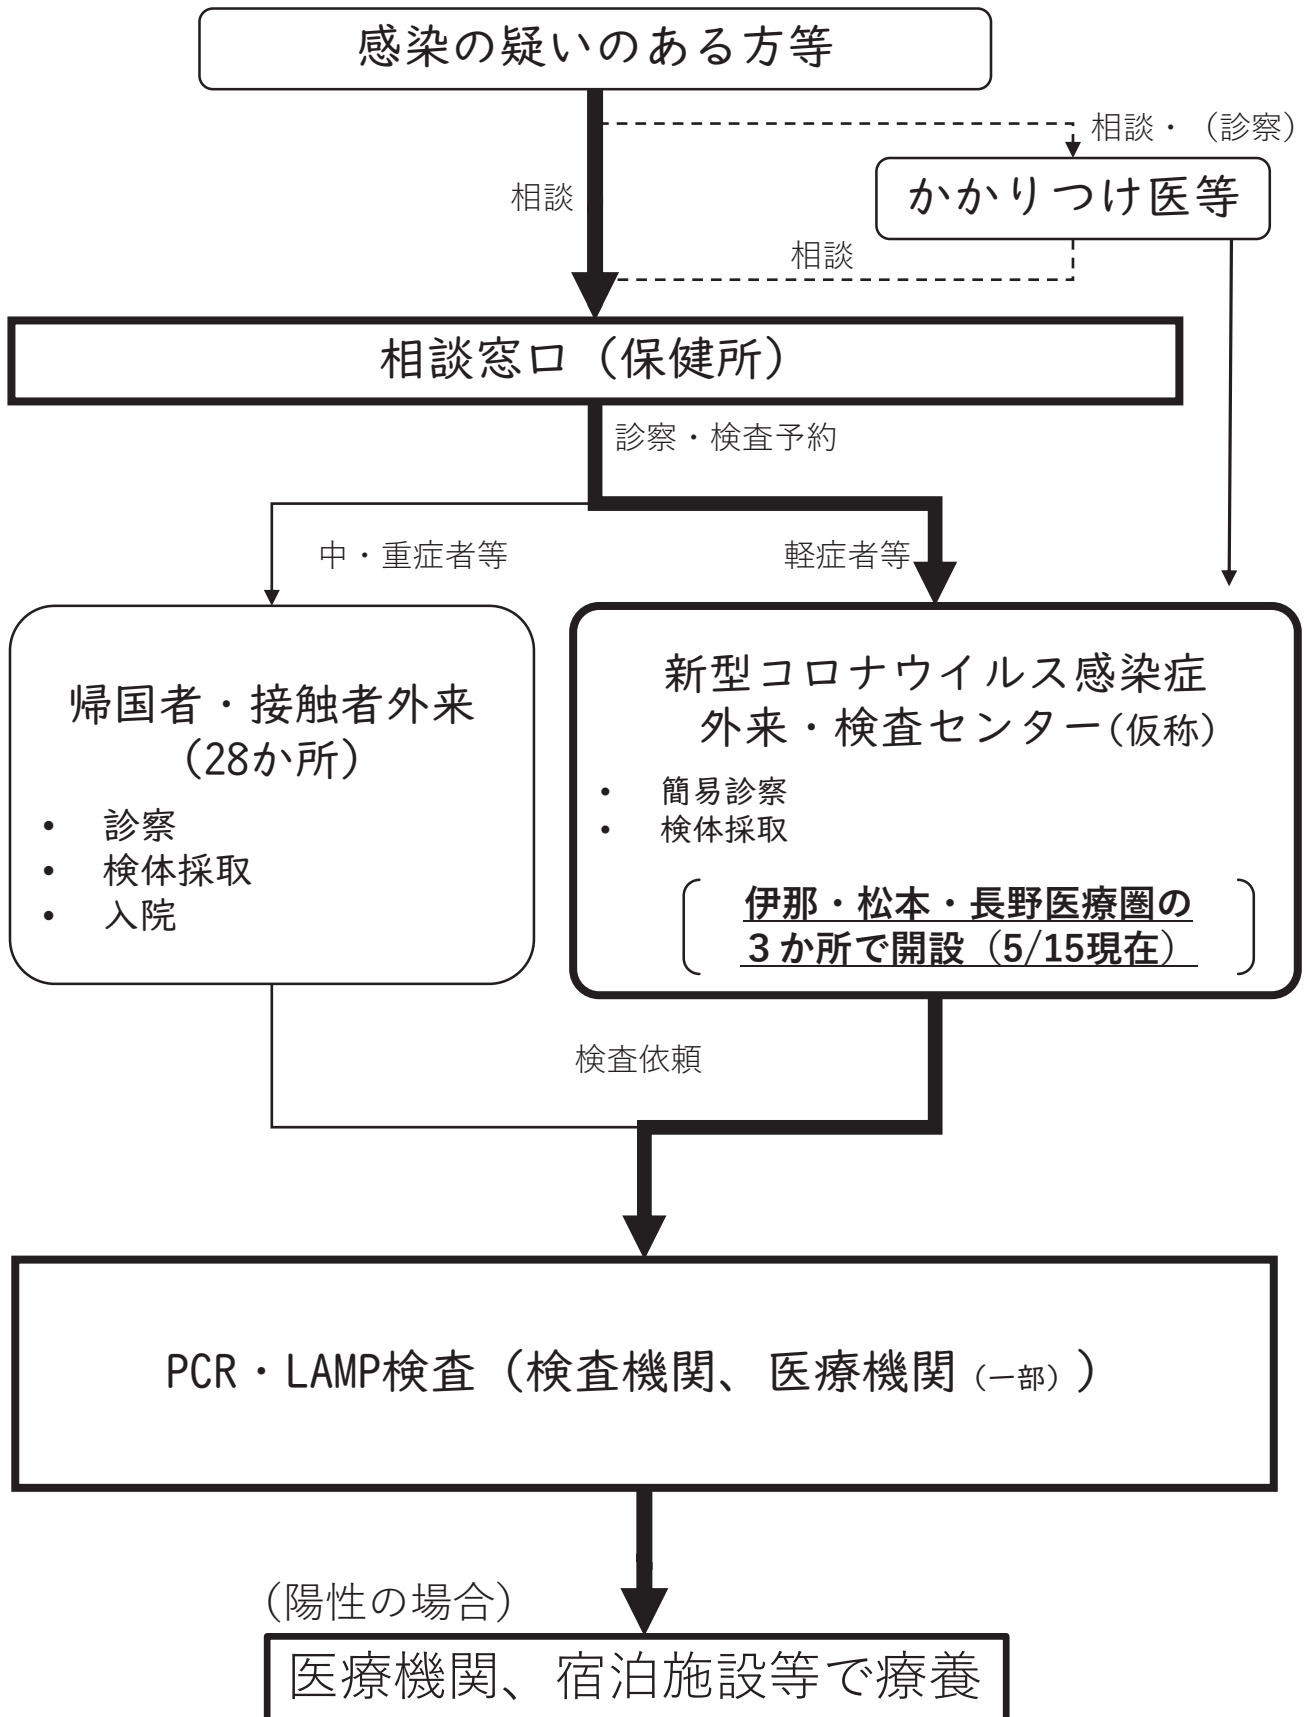 感染の疑いのある方等
相談・（診察）
かかりつけ医等
相談
相談
相談窓口（保健所）
診察・検査予約
中・重症者等
軽症者等
帰国者・接触者外来
（28か所）
• 診察
• 検体採取
• 入院
新型コロナウイルス感染症
外来・検査センター（仮称）
• 簡易診察
• 検体採取
伊那・松本・長野医療圏の
３か所で開設（5/15現在）
検査依頼
PCR・LAMP検査（検査機関、医療機関（一部））
（陽性の場合）
医療機関、宿泊施設等で療養